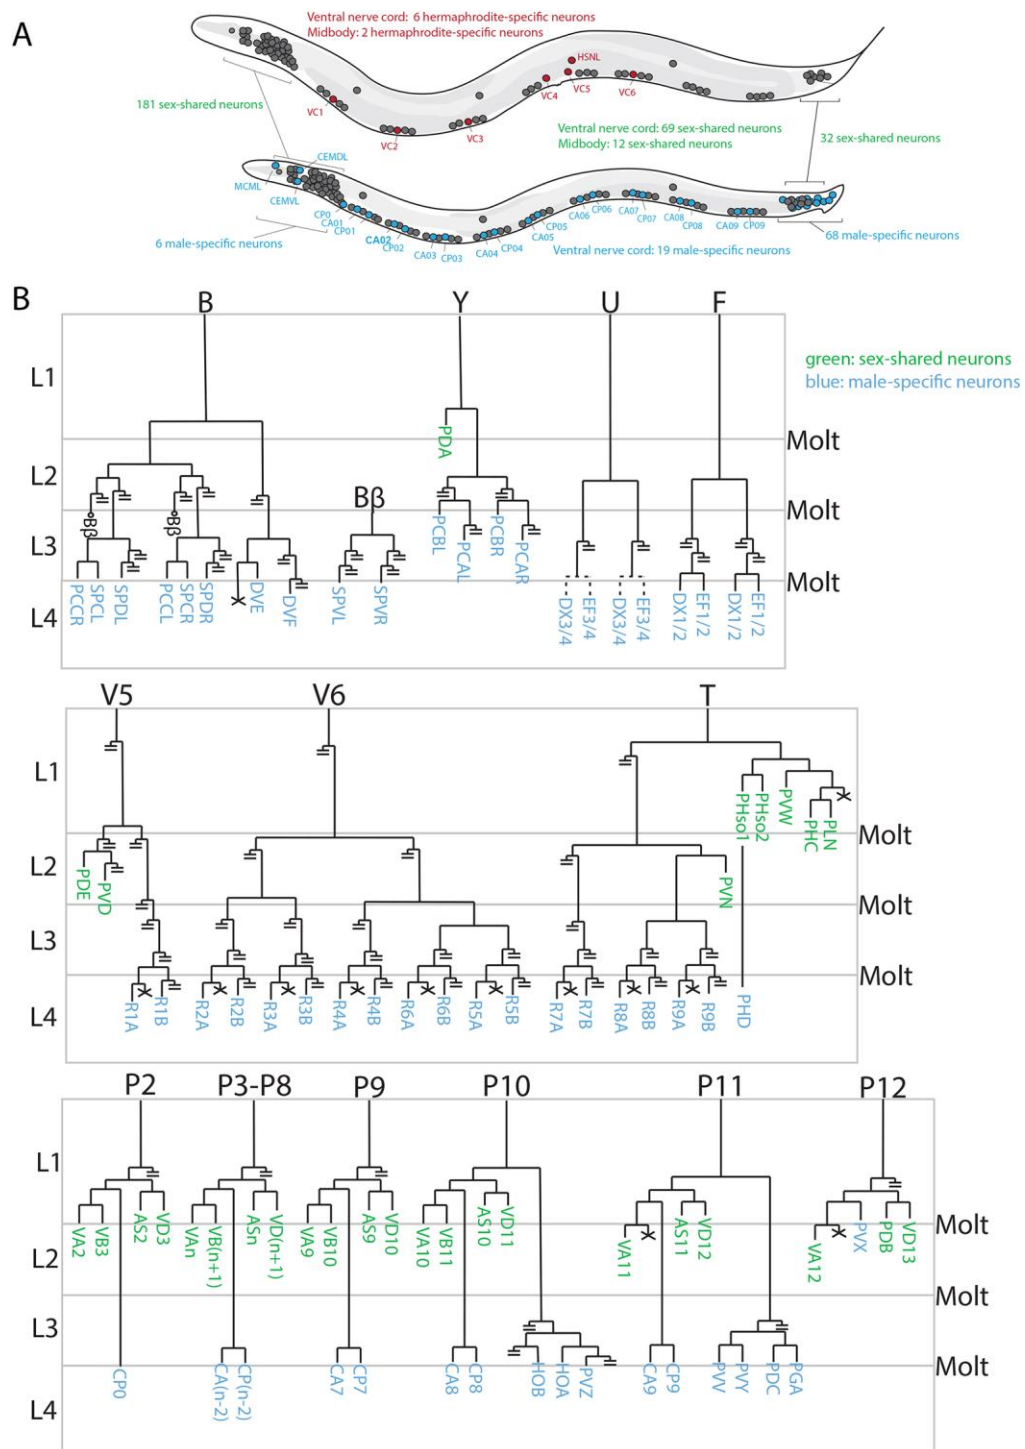 A
Ventral nerve cord: 6 hermaphrodite-specific neurons
Midbody: 2 hermaphrodite-specific neurons
HSNL
VC4
VC5
VC6
VC1
VC2
VC3
181 sex-shared neurons
Ventral nerve cord: 69 sex-shared neurons
Midbody: 12 sex-shared neurons
32 sex-shared neurons
CEMDL
MCML
CEMVL
CP0
CA01
CP01
CA02
CP02
CA03
CP03
CA04
CP04
CA05
CP05
CA06
CP06
CA07
CP07
CA08
CP08
CA09
CP09
6 male-specific neurons
Ventral nerve cord: 19 male-specific neurons
68 male-specific neurons
B
B Y U F
green: sex-shared neurons
blue: male-specific neurons
L1
PDA
Molt
L2
Bβ
Molt
Bβ
Bβ
PCBL
PCAL
PCBR
PCAR
L3
Molt
L4
PCCR
SPCL
SPDL
PCCL
SPCR
SPDR
DVE
DVF
SPVL
SPVR
DX3/4
EF3/4
DX3/4
EF3/4
DX1/2
EF1/2
DX1/2
EF1/2
V5 V6 T
L1
PHso1
PHso2
PVW
PHC
PLN
Molt
L2
PDE
PVD
PVN
Molt
L3
Molt
L4
R1A
R1B
R2A
R2B
R3A
R3B
R4A
R4B
R6A
R6B
R5A
R5B
R7A
R7B
R8A
R8B
R9A
R9B
PHD
P2 P3-P8 P9 P10 P11 P12
L1
Molt
L2
VA2
VB3
AS2
VD3
VAn
VB(n+1)
ASn
VD(n+1)
VA9
VB10
AS9
VD10
VA10
VB11
AS10
VD11
VA11
AS11
VD12
VA12
PVX
PDB
VD13
Molt
L3
Molt
L4
CP0
CA(n-2)
CP(n-2)
CA7
CP7
CA8
CP8
HOB
HOA
PVZ
CA9
CP9
PVV
PVY
PDC
PGA